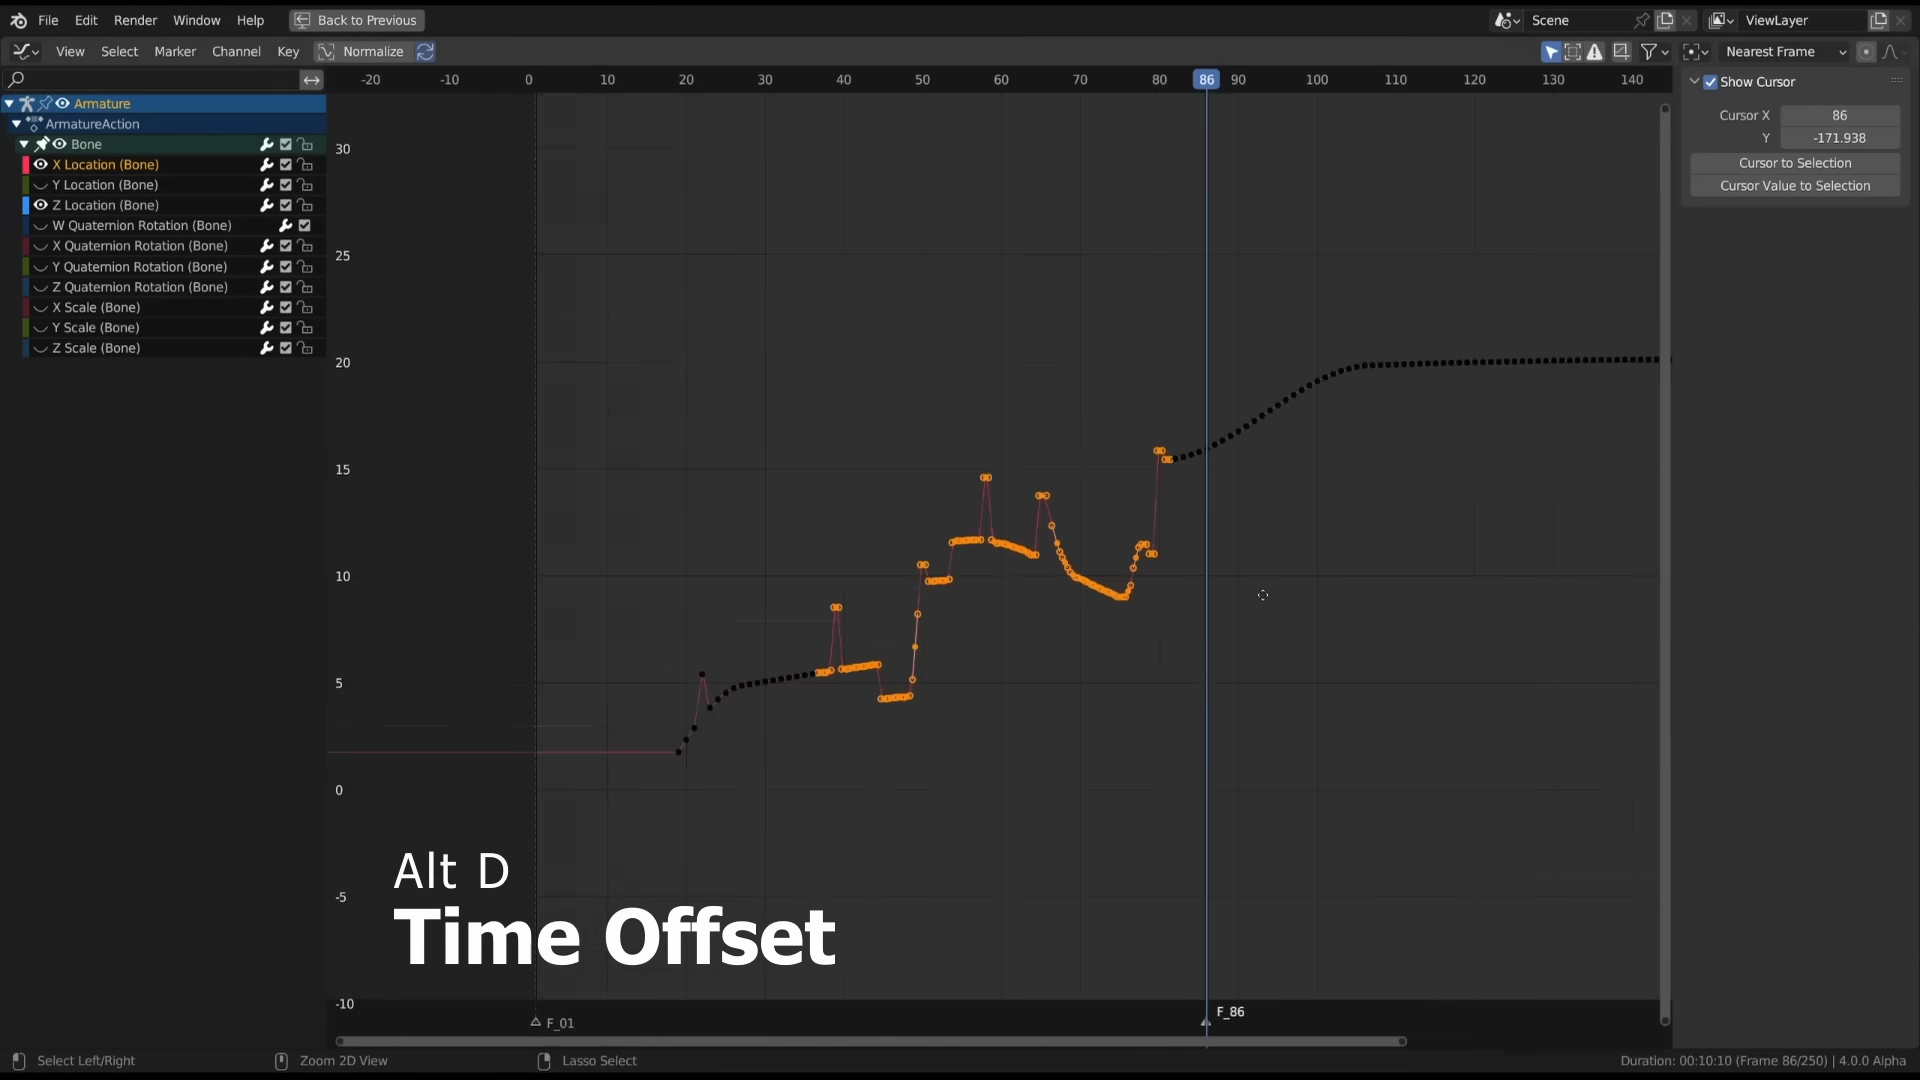 File Edit Render Window Help Back to Previous Scene ViewLayer
View Select Marker Channel Key Normalize Nearest Frame
-20 -10 0 10 20 30 40 50 60 70 80 86 90 100 110 120 130 140
Show Cursor
Cursor X 86
Y -171.938
Cursor to Selection
Cursor Value to Selection
Armature
ArmatureAction
Bone
X Location (Bone)
Y Location (Bone)
Z Location (Bone)
W Quaternion Rotation (Bone)
X Quaternion Rotation (Bone)
Y Quaternion Rotation (Bone)
Z Quaternion Rotation (Bone)
X Scale (Bone)
Y Scale (Bone)
Z Scale (Bone)
30
25
20
15
10
5
0
-5
-10
Alt D
Time Offset
F_01
F_86
Select Left/Right Zoom 2D View Lasso Select Duration: 00:10:10 (Frame 86/250) | 4.0.0 Alpha